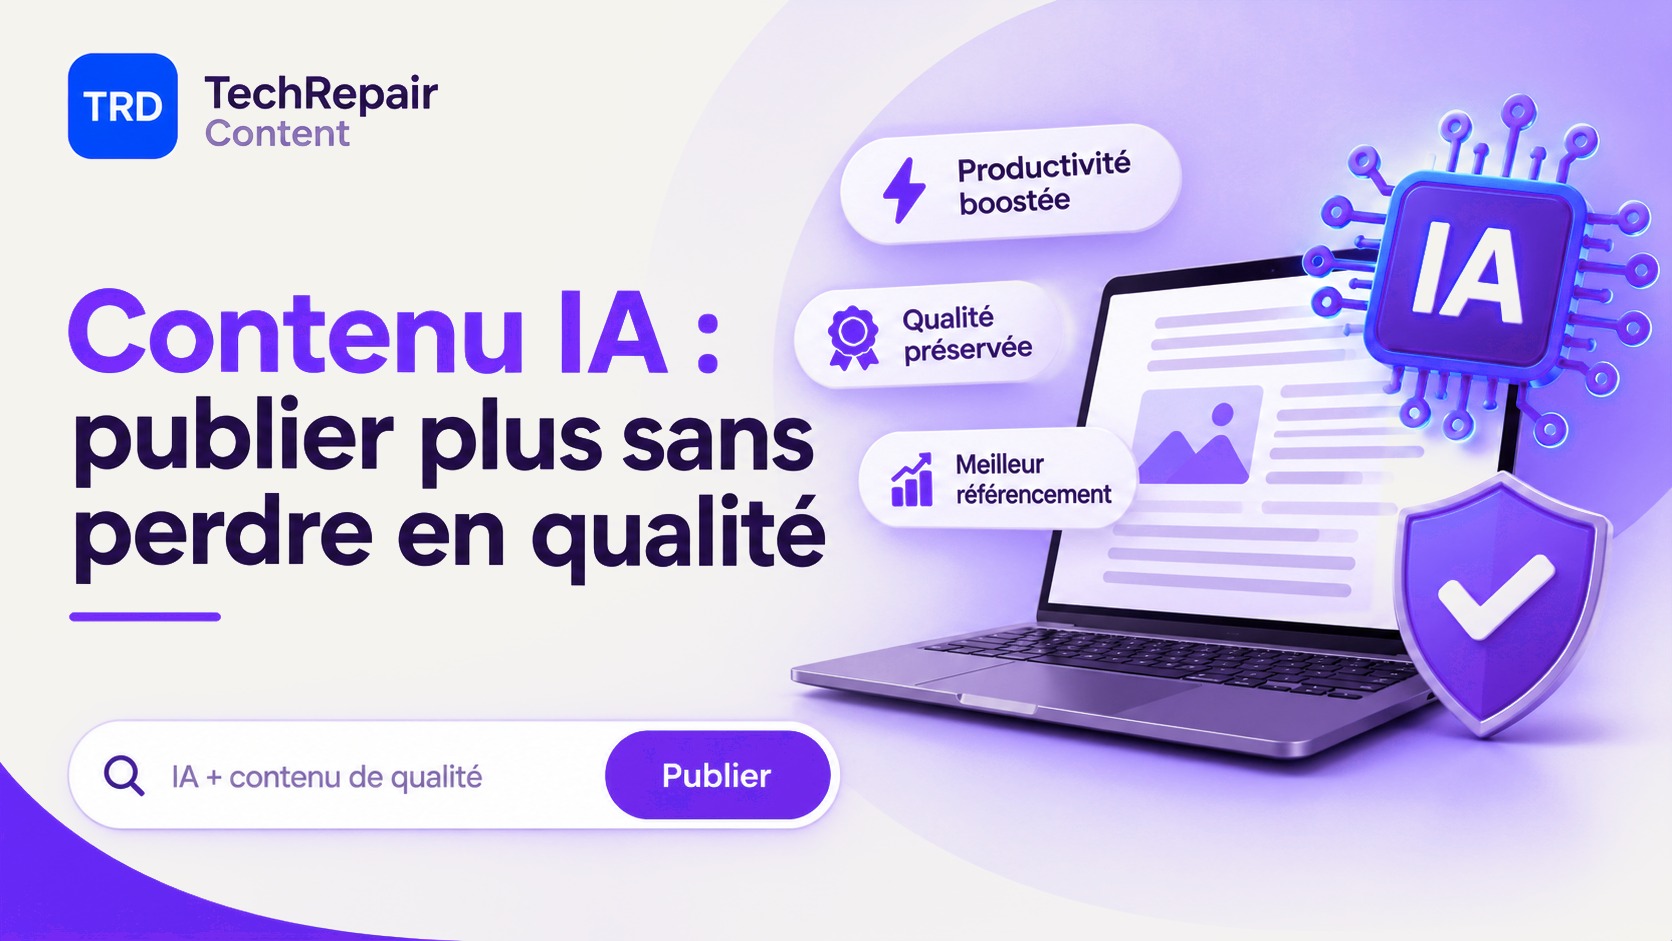 TRD
TechRepair
Content
Contenu IA :
publier plus sans
perdre en qualité
IA + contenu de qualité
Publier
Productivité
boostée
Qualité
préservée
Meilleur
référencement
IA